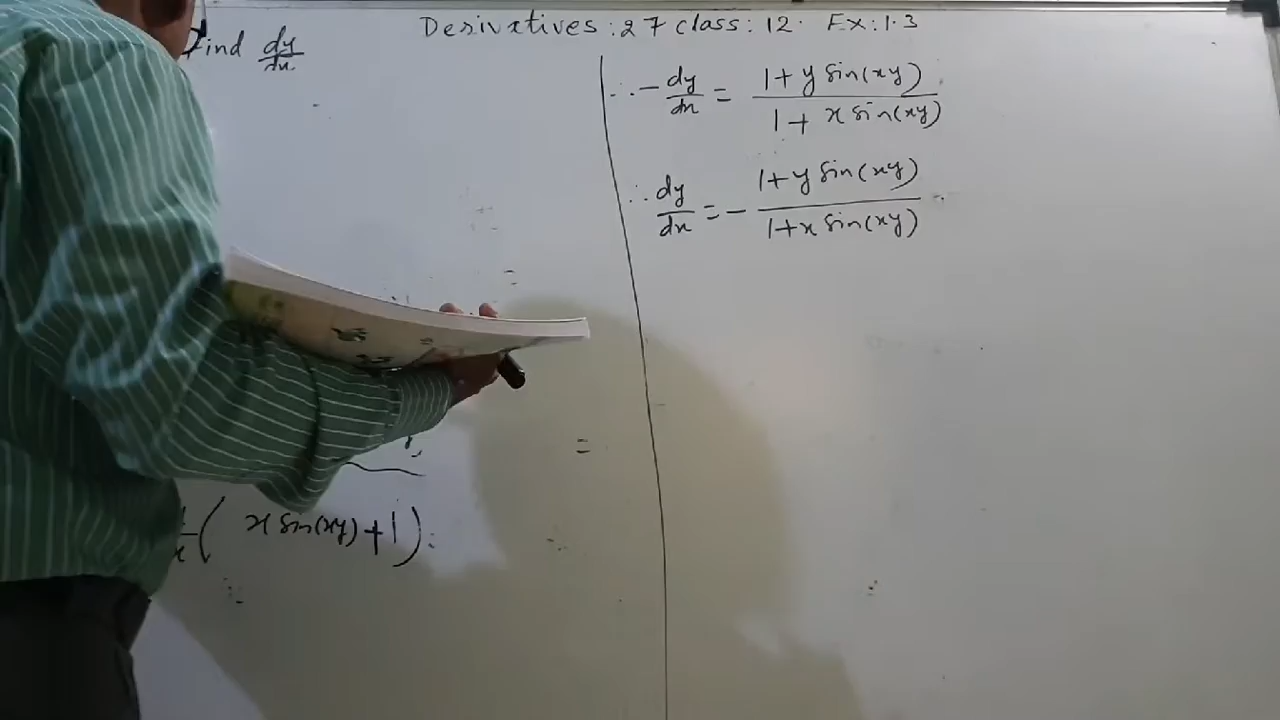 Derivatives : 27 class: 12. EX: 1.3
Find dy/dx
∴ - dy/dx = 1+ y sin(xy) / 1+ x sin(xy)
∴ dy/dx = - 1+y sin(xy) / 1+x sin(xy)
=
( x sin(xy) + 1 )